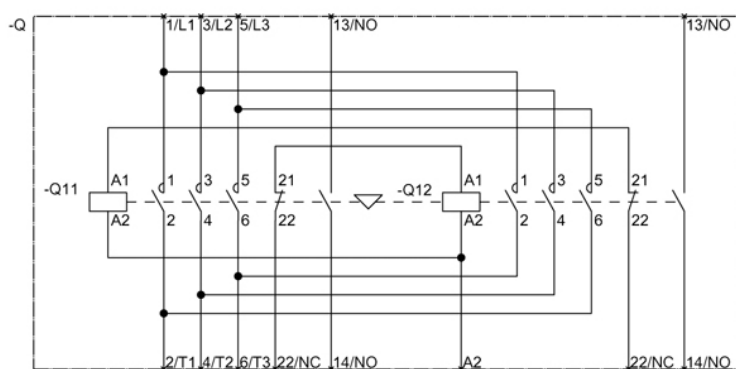 -Q 1/L1 3/L2 5/L3 13/NO 13/NO
A1 1 3 5 21 A1 1 3 5 21
-Q11 -Q12
A2 2 4 6 22 A2 2 4 6 22
2/T1 4/T2 6/T3 22/NC 14/NO A2 22/NC 14/NO